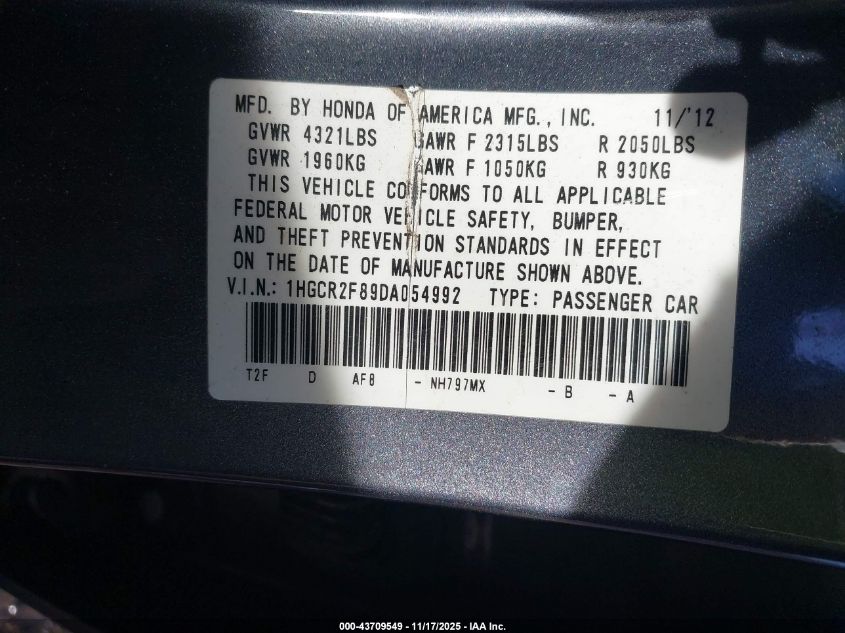 MFD. BY HONDA OF AMERICA MFG., INC. 11/'12
GVWR 4321LBS GAWR F 2315LBS R 2050LBS
GVWR 1960KG GAWR F 1050KG R 930KG
THIS VEHICLE CONFORMS TO ALL APPLICABLE
FEDERAL MOTOR VEHICLE SAFETY, BUMPER,
AND THEFT PREVENTION STANDARDS IN EFFECT
ON THE DATE OF MANUFACTURE SHOWN ABOVE.
V.I.N.: 1HGCR2F89DA054992 TYPE: PASSENGER CAR
T2F D AF8 - NH797MX - B - A
000-43709549 - 11/17/2025 - IAA Inc.